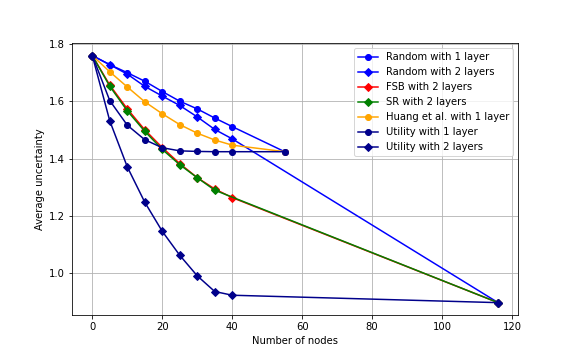 1.8
1.6
1.4
1.2
1.0
Average uncertainty
Random with 1 layer
Random with 2 layers
FSB with 2 layers
SR with 2 layers
Huang et al. with 1 layer
Utility with 1 layer
Utility with 2 layers
0 20 40 60 80 100 120
Number of nodes